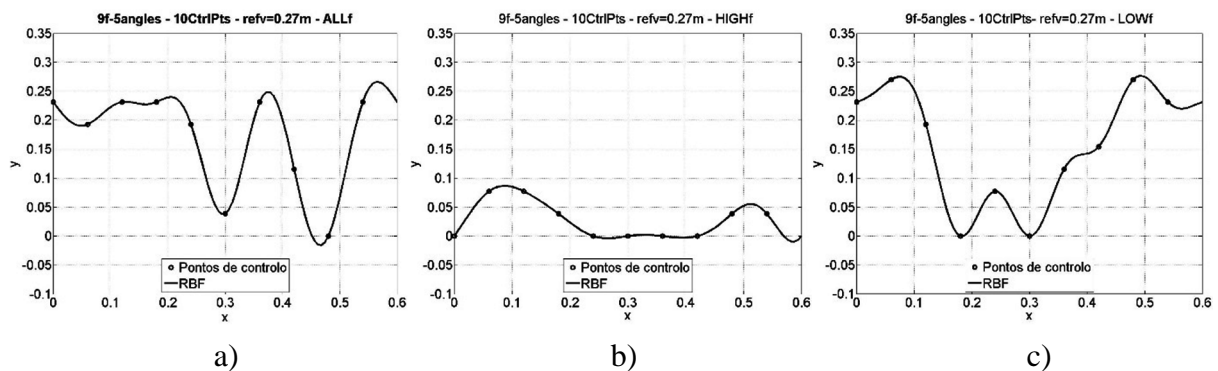 9f-5angles - 10CtrlPts - refv=0.27m - ALLf
0.35
0.3
0.25
0.2
0.15
0.1
0.05
0
-0.05
-0.1
y
0 0.1 0.2 0.3 0.4 0.5 0.6
x
Pontos de controlo
RBF
a)
9f-5angles - 10CtrlPts - refv=0.27m - HIGHf
0.35
0.3
0.25
0.2
0.15
0.1
0.05
0
-0.05
-0.1
y
0 0.1 0.2 0.3 0.4 0.5 0.6
x
Pontos de controlo
RBF
b)
9f-5angles - 10CtrlPts- refv=0.27m - LOWf
0.35
0.3
0.25
0.2
0.15
0.1
0.05
0
-0.05
-0.1
y
0 0.1 0.2 0.3 0.4 0.5 0.6
x
Pontos de controlo
RBF
c)